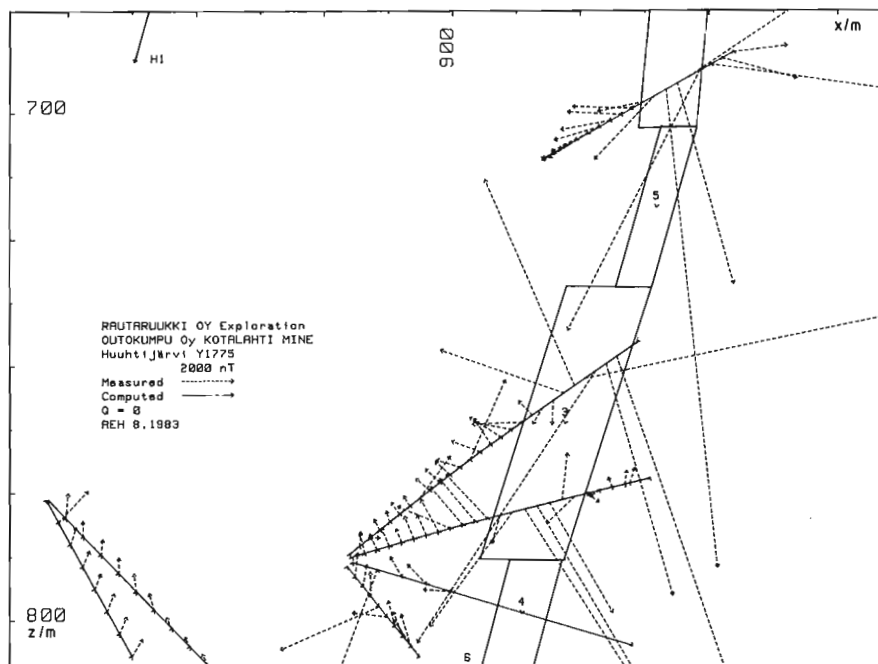 900
x/m
H1
700
5
RAUTARUUKKI OY Exploration
OUTOKUMPU Oy KOTALAHTI MINE
Huuhtijärvi Y1775
2000 nT
Measured
Computed
Q = 0
REH 8.1983
3
4
800
z/m
6